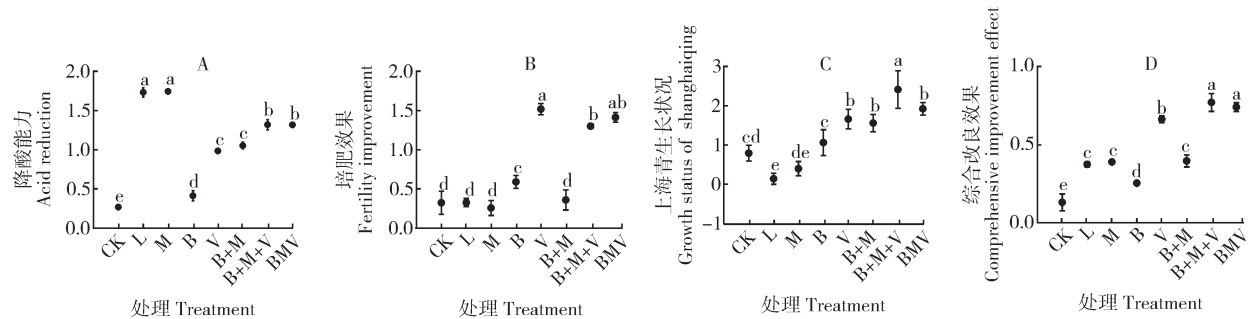 A
降酸能力
Acid reduction
2.0
1.5
1.0
0.5
0.0
e
a
a
d
c
c
b
b
CK
L
M
B
V
B+M
B+M+V
BMV
处理 Treatment
B
培肥效果
Fertility improvement
2.0
1.5
1.0
0.5
0.0
d
d
d
c
a
d
b
ab
CK
L
M
B
V
B+M
B+M+V
BMV
处理 Treatment
C
上海青生长状况
Growth status of shanghaiqing
3
2
1
0
−1
cd
e
de
c
b
b
a
b
CK
L
M
B
V
B+M
B+M+V
BMV
处理 Treatment
D
综合改良效果
Comprehensive improvement effect
1.0
0.5
0.0
e
c
c
d
b
c
a
a
CK
L
M
B
V
B+M
B+M+V
BMV
处理 Treatment